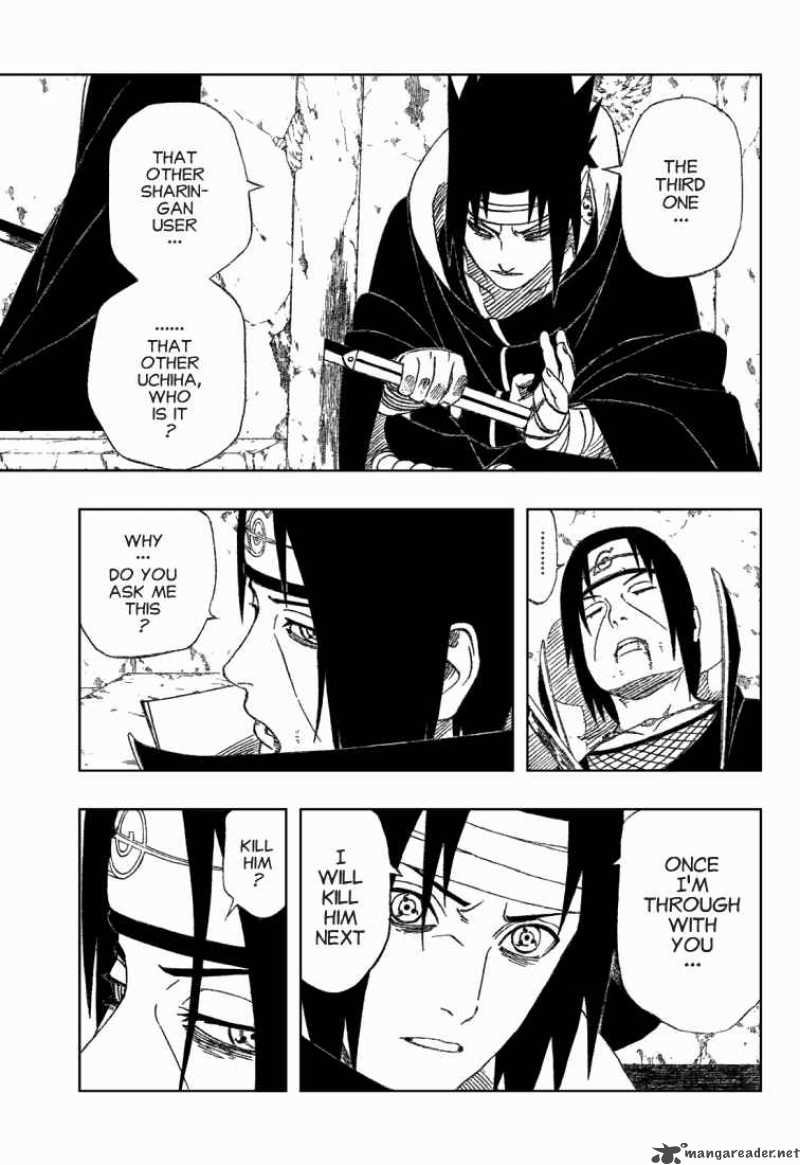 THE
THIRD
ONE
...
THAT
OTHER
SHARIN-
GAN
USER
...
......
THAT
OTHER
UCHIHA,
WHO
IS IT
?
.........
WHY
...
DO YOU
ASK ME
THIS
?
ONCE
I'M
THROUGH
WITH
YOU
...
I
WILL
KILL
HIM
NEXT
KILL
HIM
?
mangareader.net